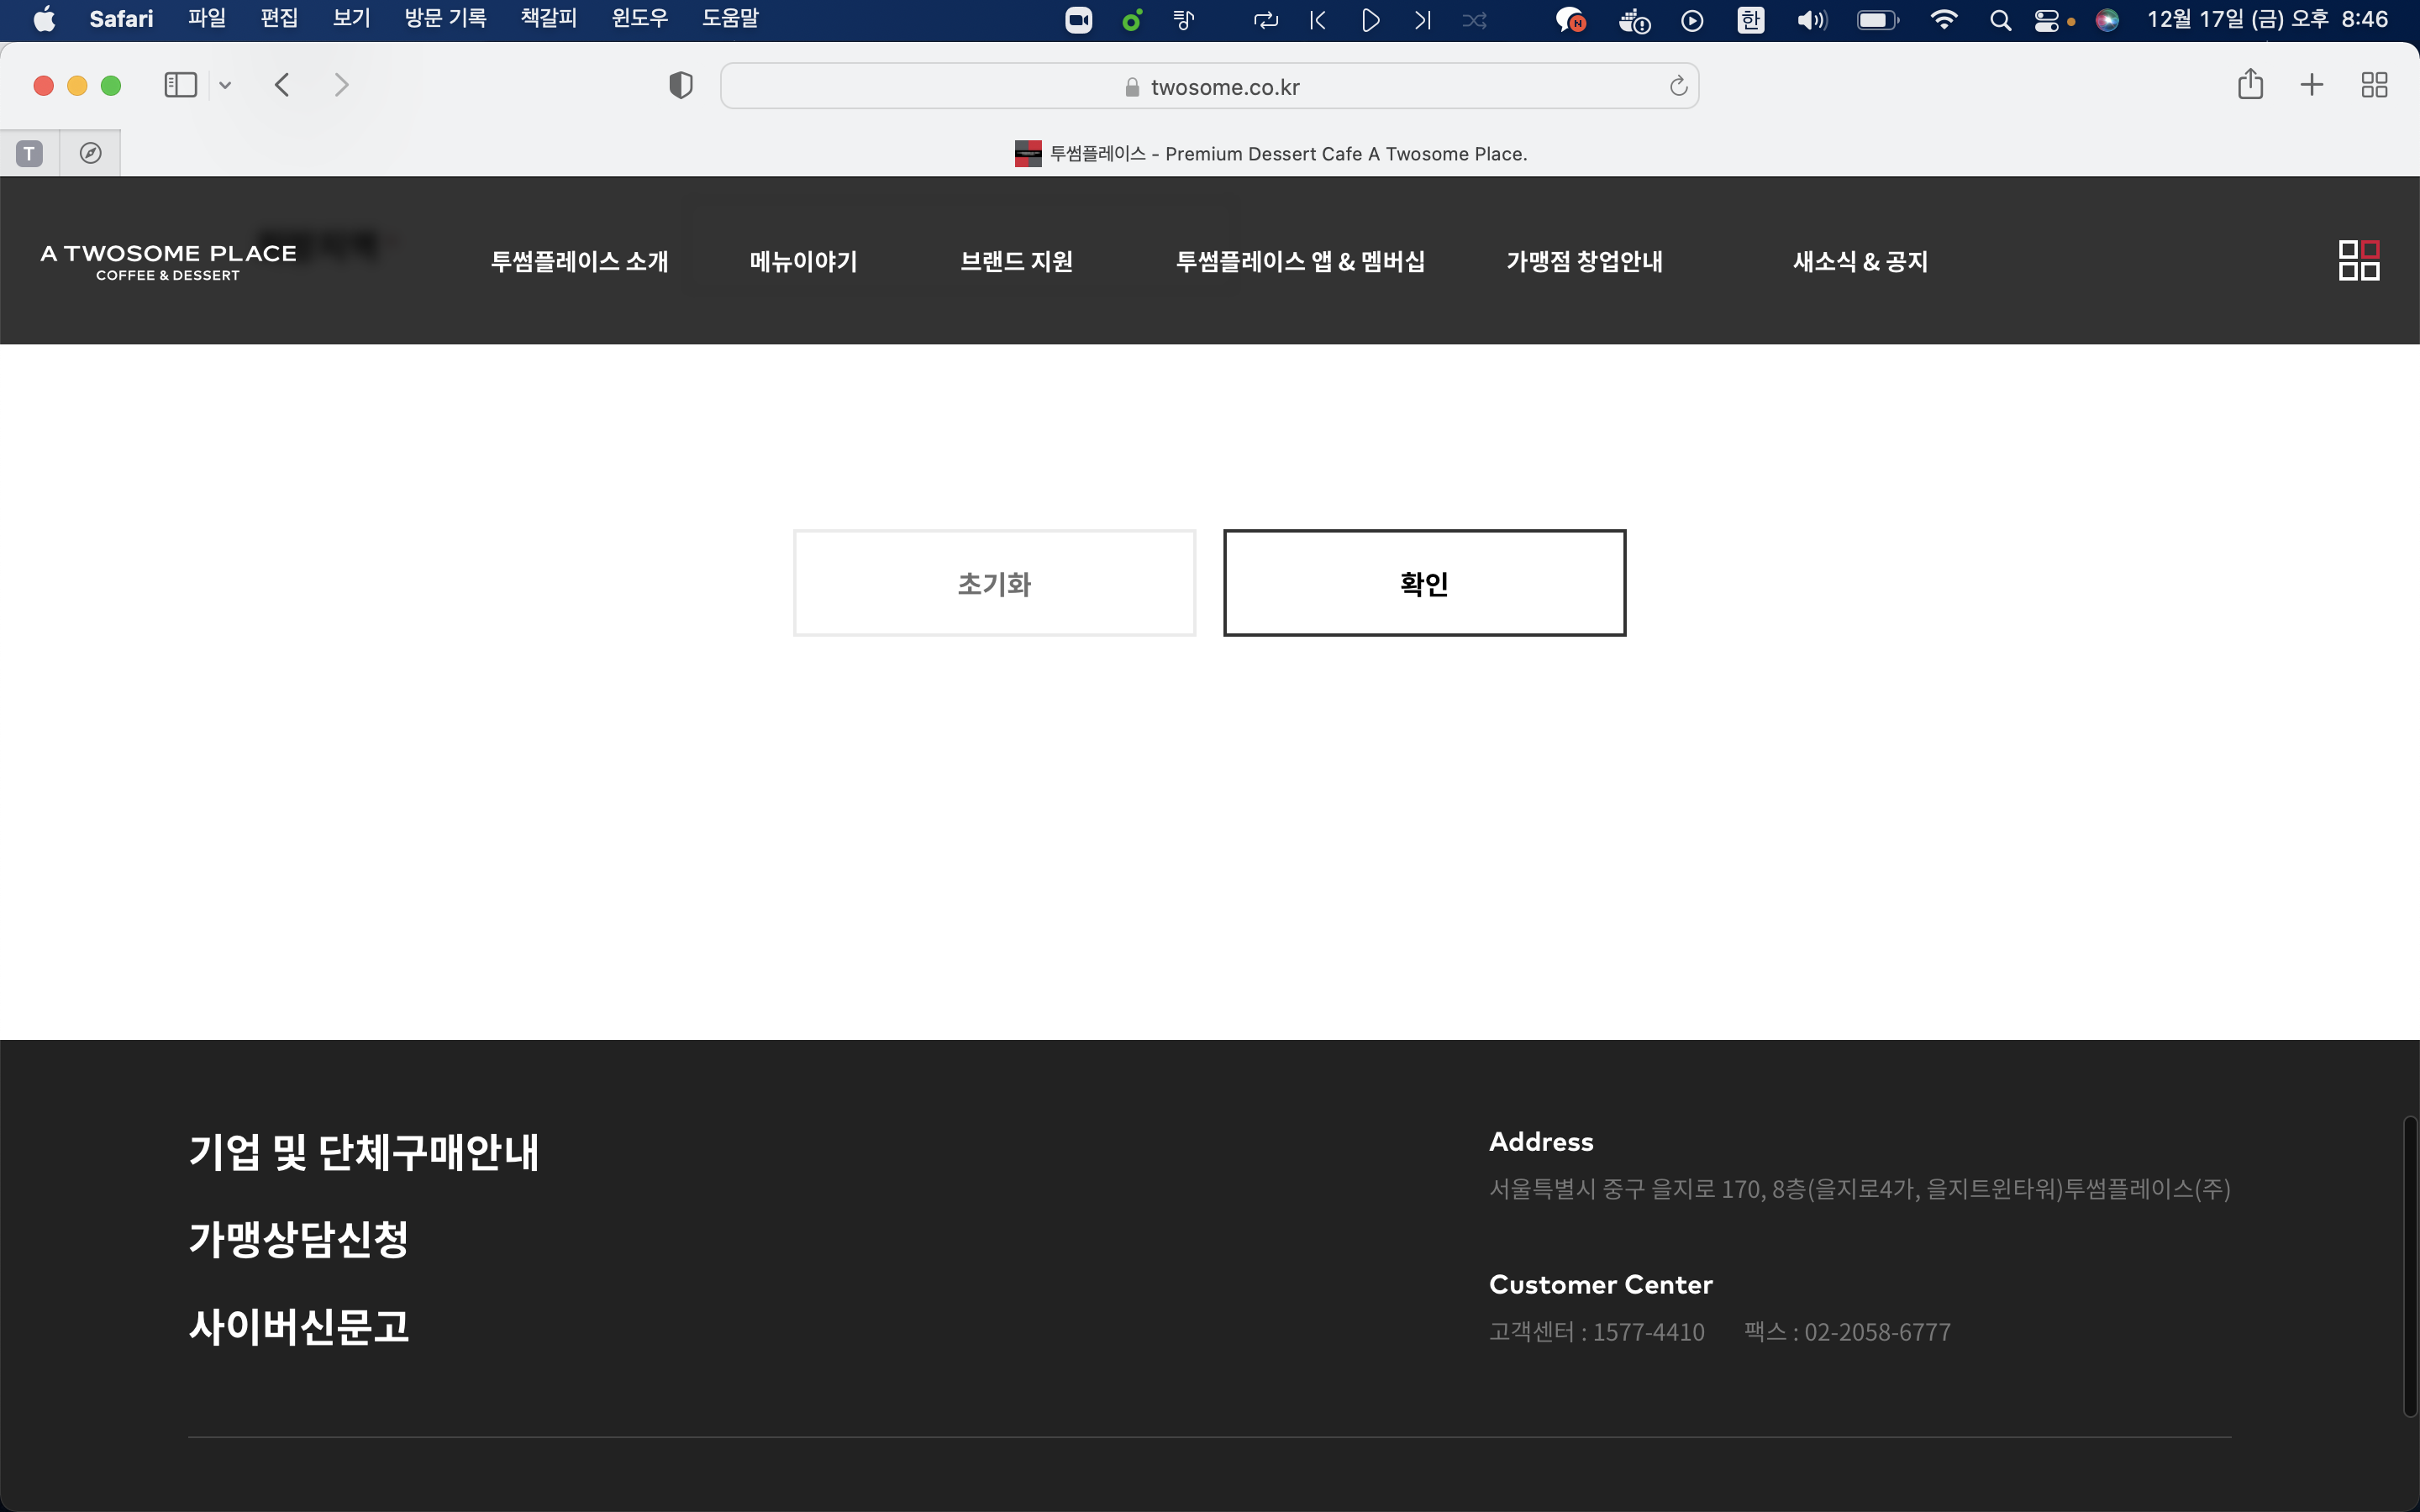 Safari 파일 편집 보기 방문 기록 책갈피 윈도우 도움말 N 한 12월 17일 (금) 오후 8:46
twosome.co.kr
T 투썸플레이스 - Premium Dessert Cafe A Twosome Place.
A TWOSOME PLACE
COFFEE & DESSERT
투썸플레이스 소개 메뉴이야기 브랜드 지원 투썸플레이스 앱 & 멤버십 가맹점 창업안내 새소식 & 공지
초기화 확인
기업 및 단체구매안내
가맹상담신청
사이버신문고
Address
서울특별시 중구 을지로 170, 8층(을지로4가, 을지트윈타워)투썸플레이스(주)
Customer Center
고객센터 : 1577-4410 팩스 : 02-2058-6777